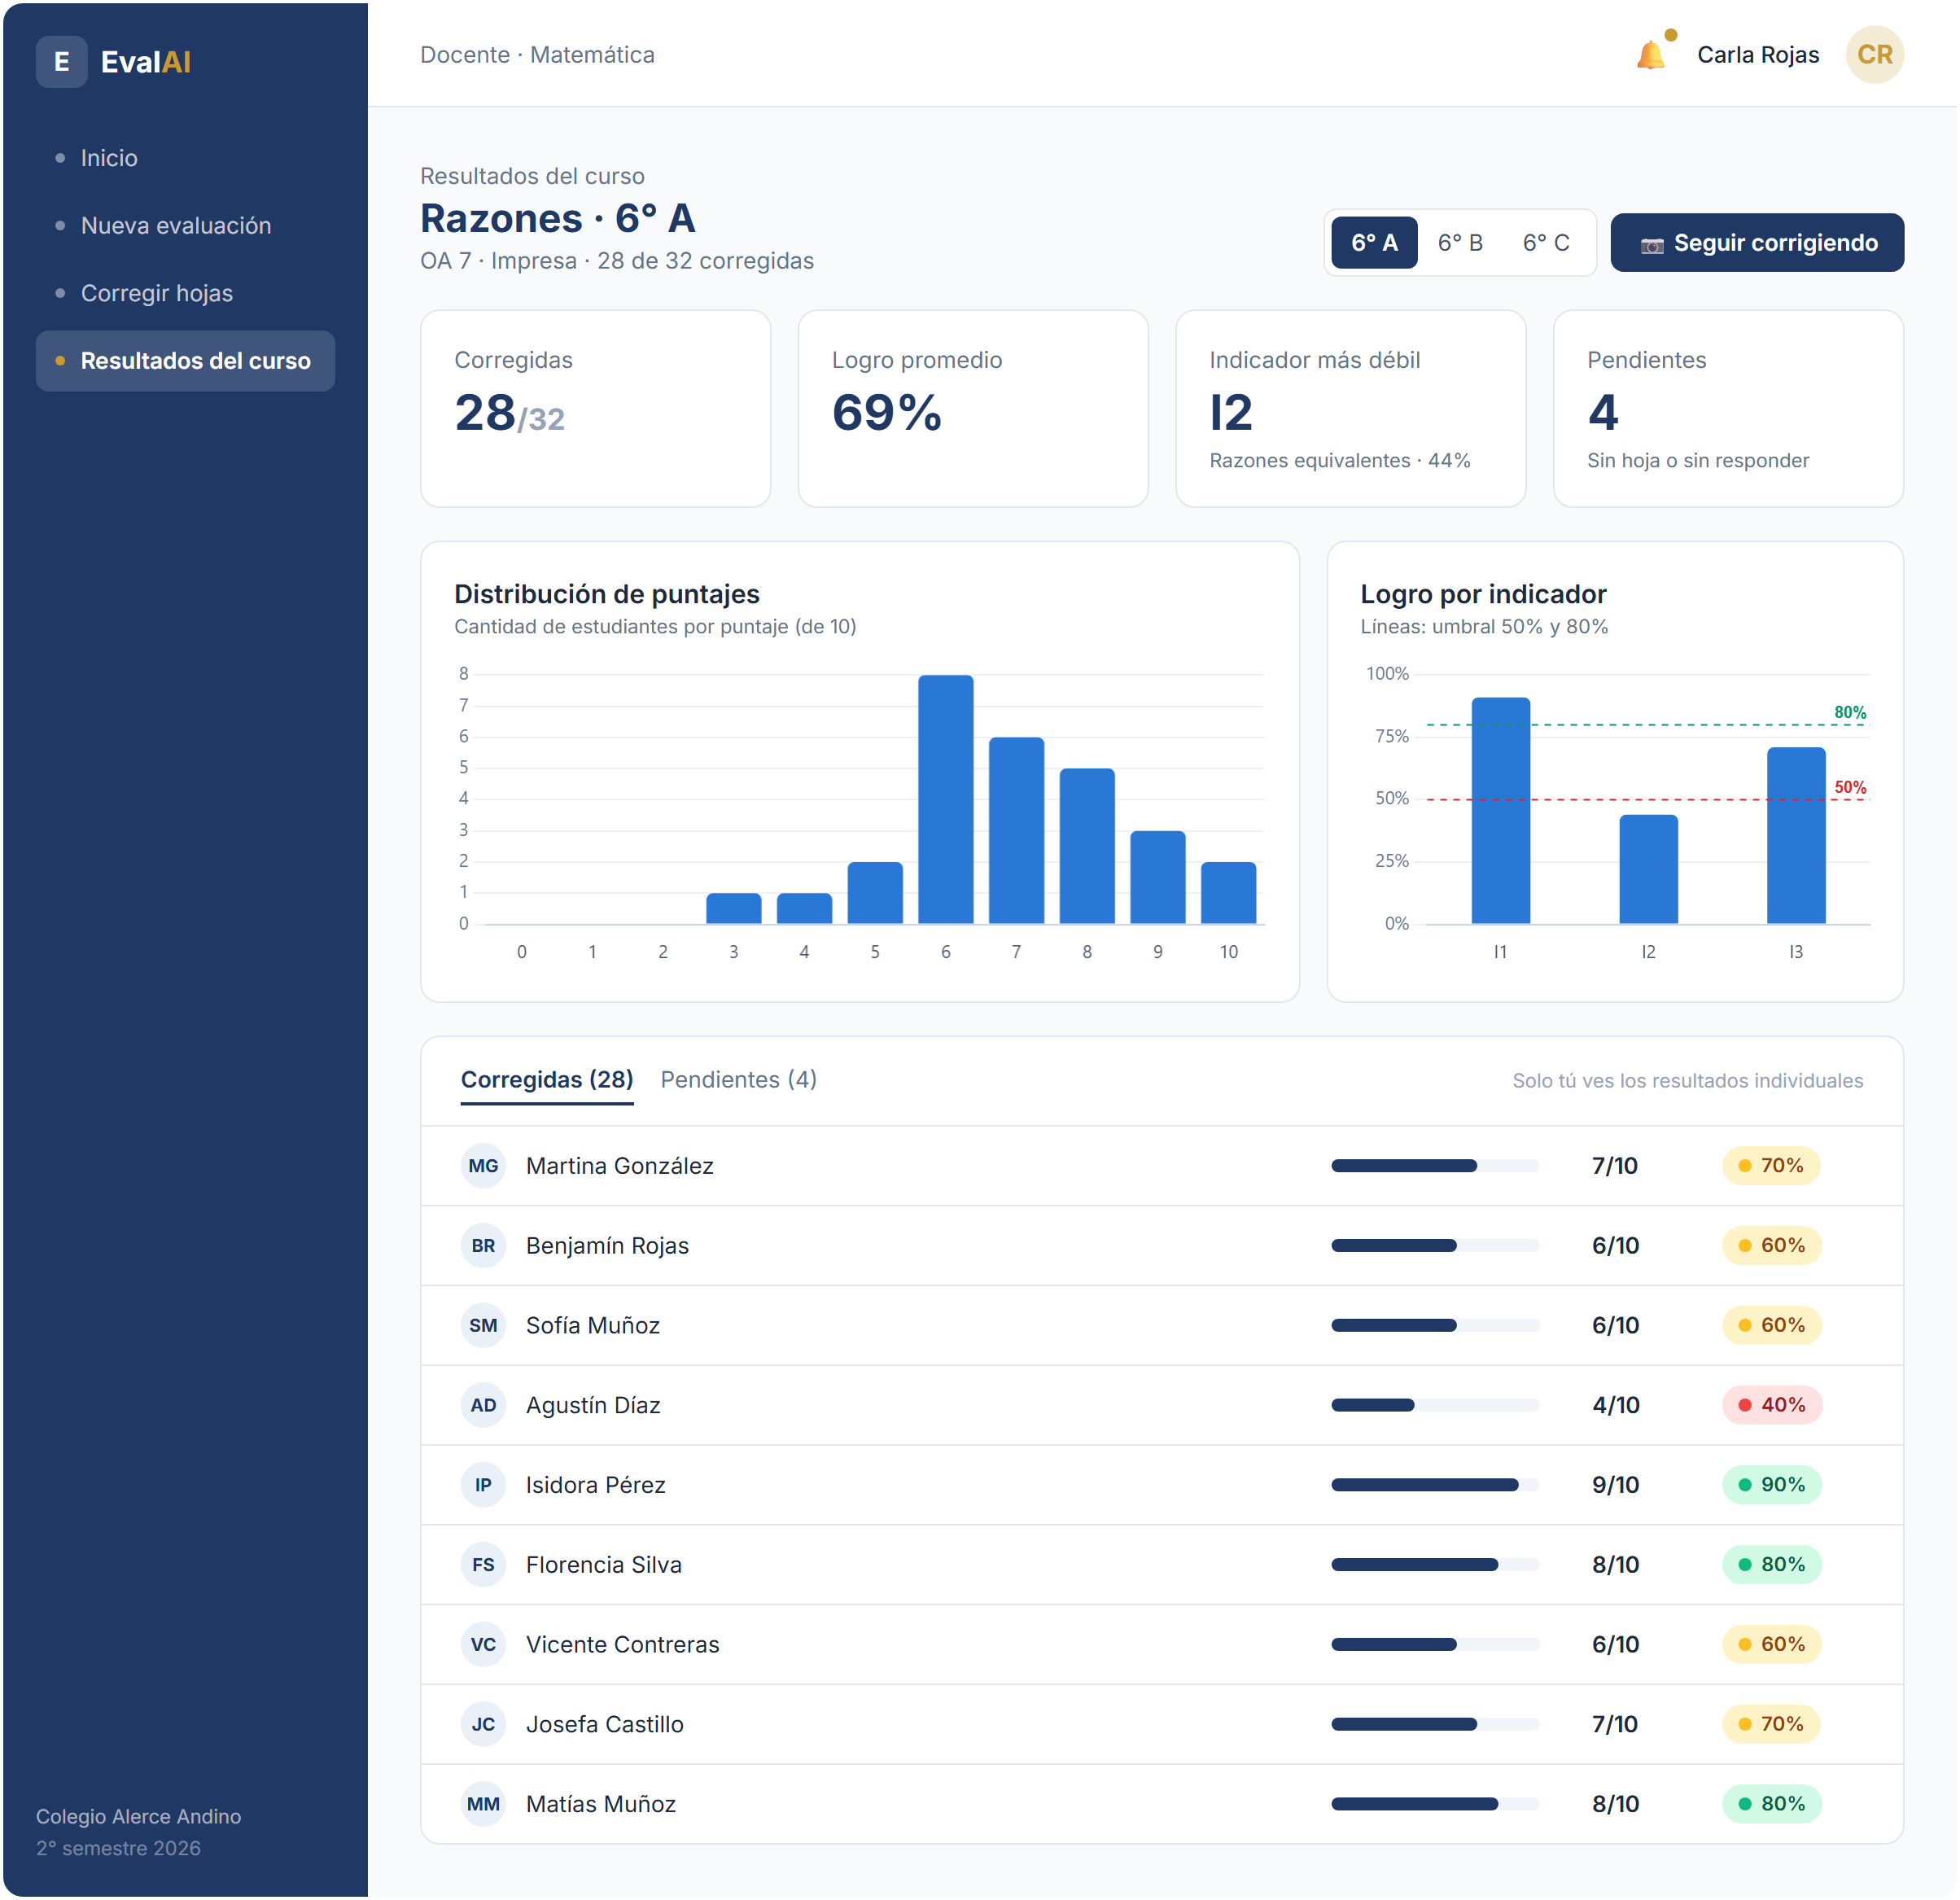 E EvalAI
Inicio
Nueva evaluación
Corregir hojas
Resultados del curso
Colegio Alerce Andino
2° semestre 2026
Docente · Matemática
Carla Rojas CR
Resultados del curso
Razones · 6° A
OA 7 · Impresa · 28 de 32 corregidas
6° A 6° B 6° C
Seguir corrigiendo
Corregidas
28/32
Logro promedio
69%
Indicador más débil
I2
Razones equivalentes · 44%
Pendientes
4
Sin hoja o sin responder
Distribución de puntajes
Cantidad de estudiantes por puntaje (de 10)
8
7
6
5
4
3
2
1
0
0 1 2 3 4 5 6 7 8 9 10
Logro por indicador
Líneas: umbral 50% y 80%
100%
80%
75%
50%
50%
25%
0%
I1 I2 I3
Corregidas (28) Pendientes (4) Solo tú ves los resultados individuales
MG Martina González 7/10 70%
BR Benjamín Rojas 6/10 60%
SM Sofía Muñoz 6/10 60%
AD Agustín Díaz 4/10 40%
IP Isidora Pérez 9/10 90%
FS Florencia Silva 8/10 80%
VC Vicente Contreras 6/10 60%
JC Josefa Castillo 7/10 70%
MM Matías Muñoz 8/10 80%